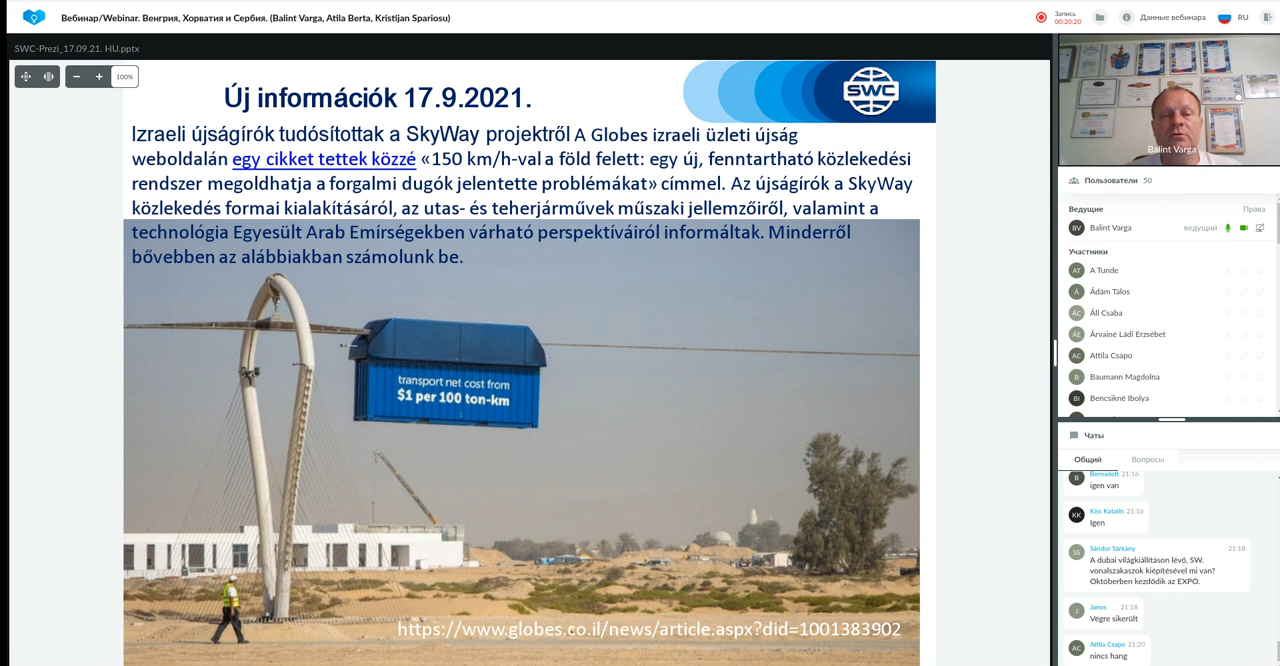 Вебинар/Webinar. Венгрия, Хорватия и Сербия. (Balint Varga, Atila Berta, Kristijan Spariosu)
Запись
00:20:20
Данные вебинара
RU
SWC-Prezi_17.09.21. HU.pptx
100%
Új információk 17.9.2021.
SWC
Izraeli újságírók tudósítottak a SkyWay projektről A Globes izraeli üzleti újság
weboldalán egy cikket tettek közzé «150 km/h-val a föld felett: egy új, fenntartható közlekedési
rendszer megoldhatja a forgalmi dugók jelentette problémákat» címmel. Az újságírók a SkyWay
közlekedés formai kialakításáról, az utas- és teherjárművek műszaki jellemzőiről, valamint a
technológia Egyesült Arab Emírségekben várható perspektíváiról informáltak. Minderről
bővebben az alábbiakban számolunk be.
transport net cost from
$1 per 100 ton-km
https://www.globes.co.il/news/article.aspx?did=1001383902
Balint Varga
Пользователи 50
Ведущие Права
BV Balint Varga ведущий
Участники
AT A Tunde
Á Ádám Tálos
ÁC Áll Csaba
ÁE Árvainé Ládi Erzsébet
AC Attila Csapo
B Baumann Magdolna
BI Bencsikné Ibolya
Чаты
Общий Вопросы
B Bernadett 21:16
igen van
KK Kiss Katalin 21:16
Igen
SS Sándor Sárkány 21:18
A dubai világkiállításon lévő, SW.
vonalszakaszok kiépítésével mi van?
Októberben kezdődik az EXPO.
J Janos 21:18
Végre sikerült
AC Attila Csapo 21:20
nincs hang